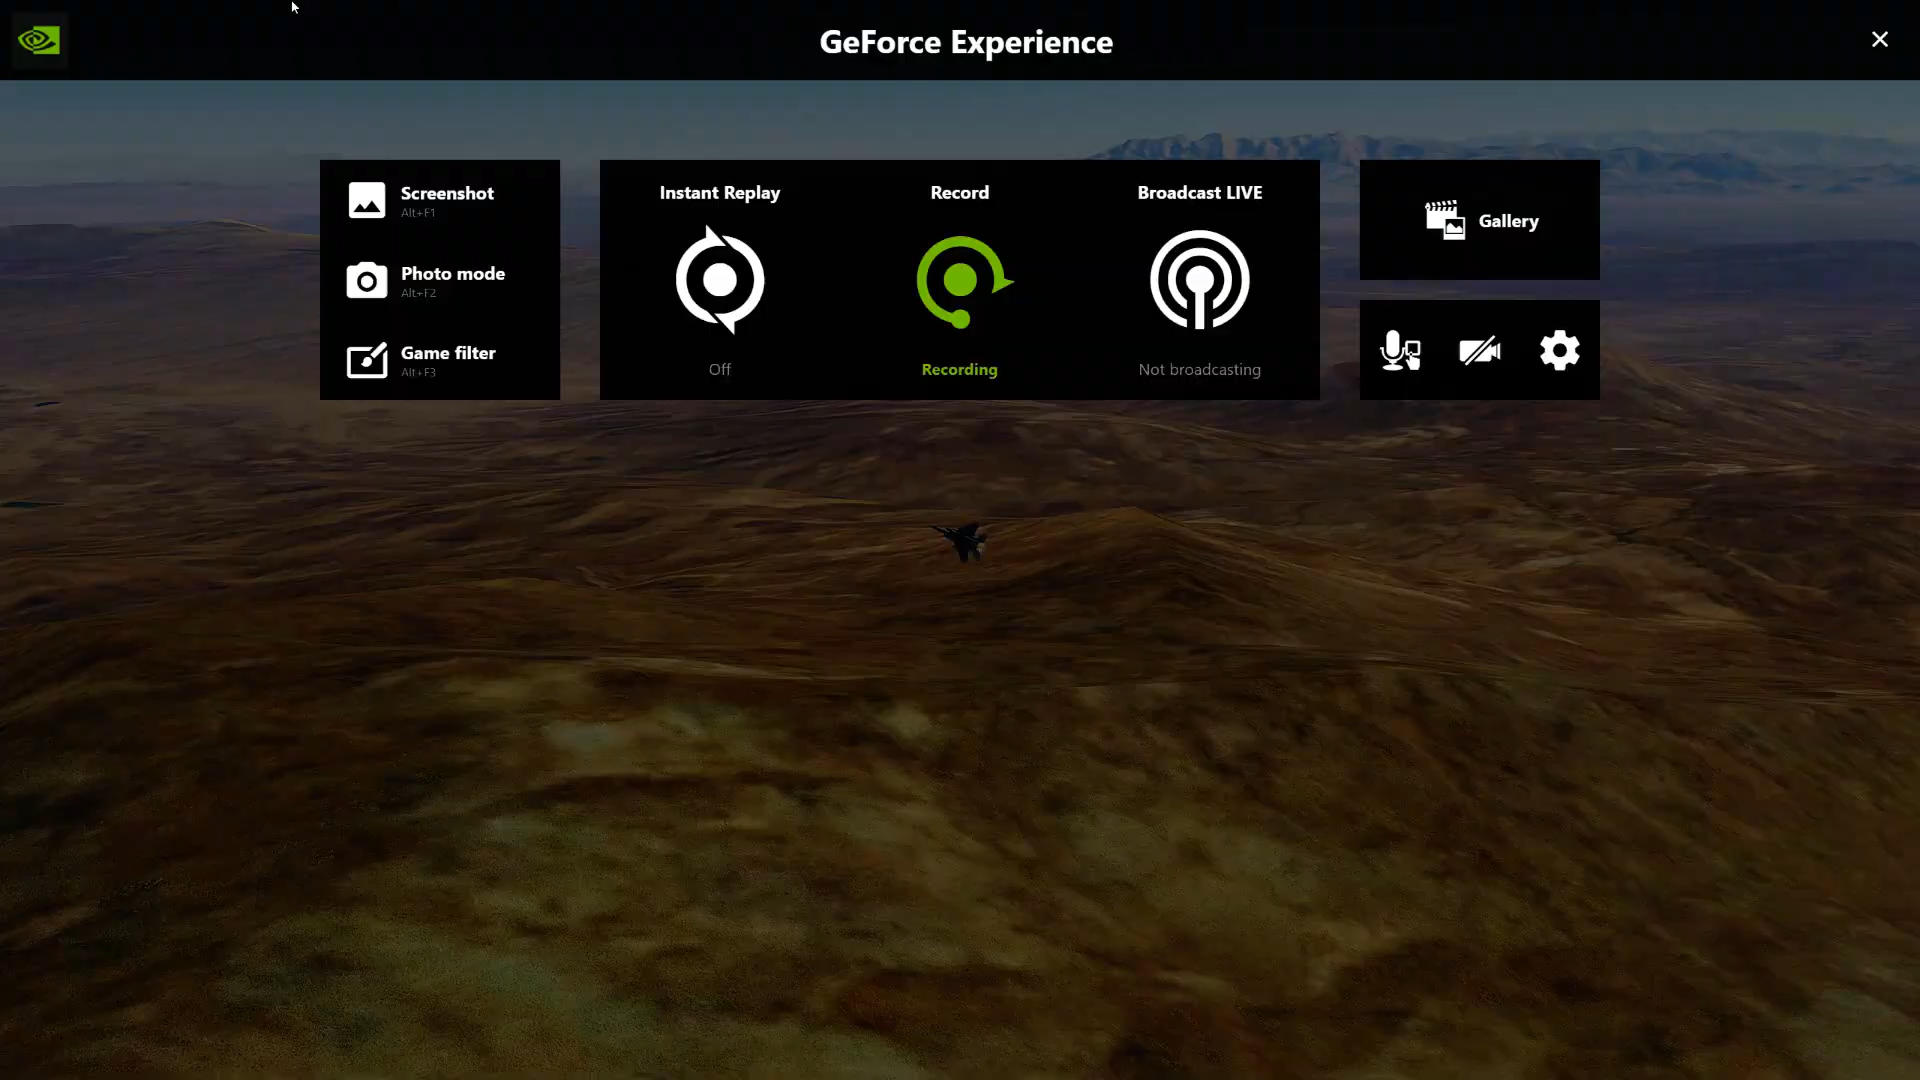 GeForce Experience
Screenshot
Alt+F1
Photo mode
Alt+F2
Game filter
Alt+F3
Instant Replay
Off
Record
Recording
Broadcast LIVE
Not broadcasting
Gallery